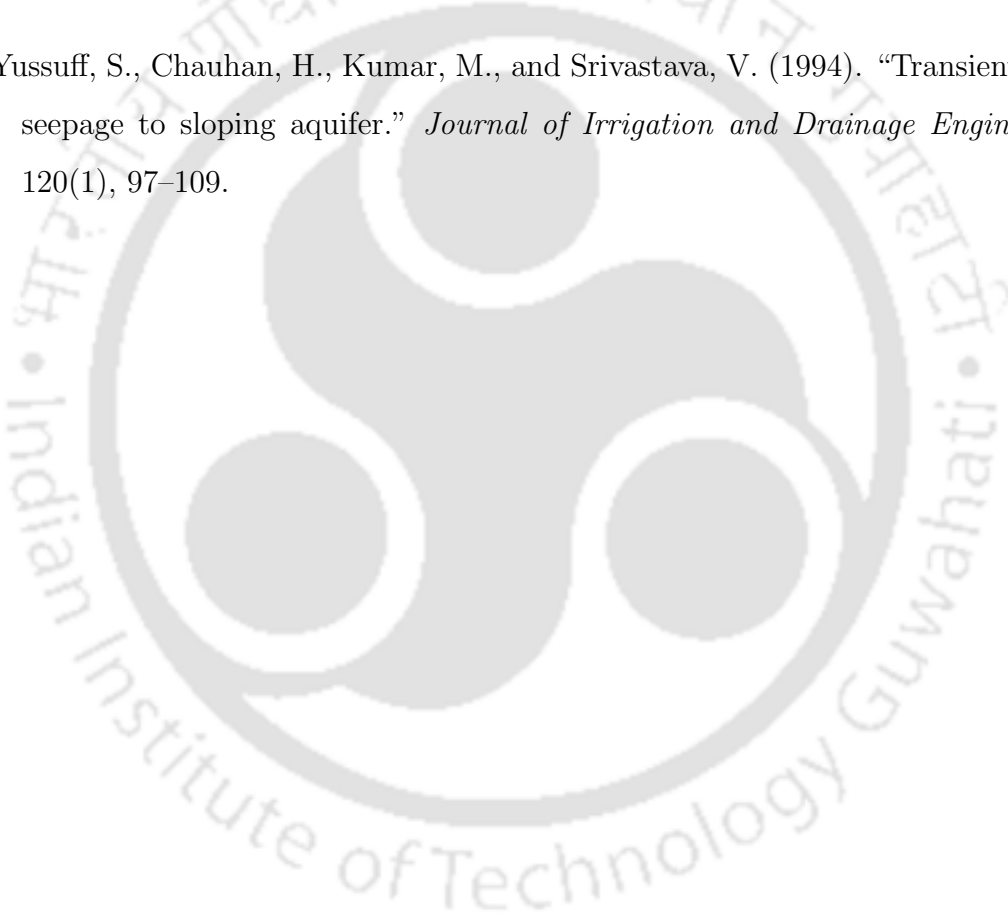 Yussuff, S., Chauhan, H., Kumar, M., and Srivastava, V. (1994). “Transient
seepage to sloping aquifer.” Journal of Irrigation and Drainage Engin
120(1), 97–109.
Indian Institute of Technology Guwahati